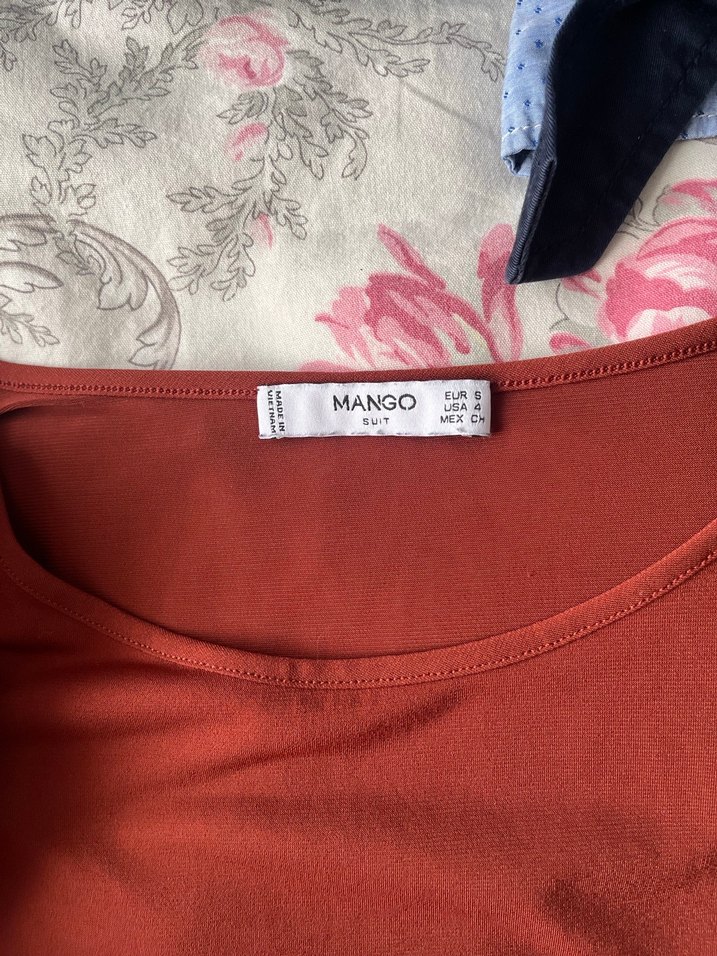 MADE IN
VIETNAM
MANGO
SUIT
EUR S
USA 4
MEX CH